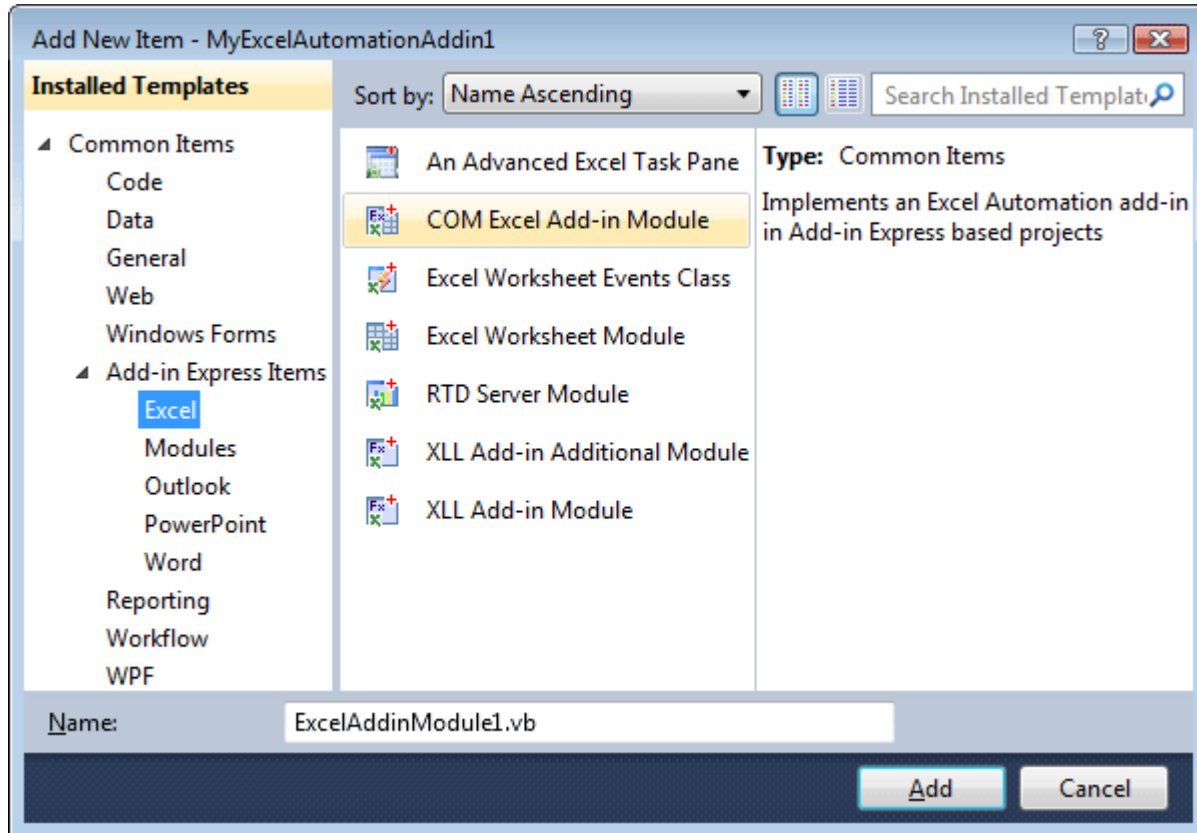 Add New Item - MyExcelAutomationAddin1
Installed Templates
Common Items
Code
Data
General
Web
Windows Forms
Add-in Express Items
Excel
Modules
Outlook
PowerPoint
Word
Reporting
Workflow
WPF
Sort by: Name Ascending
Search Installed Templat
An Advanced Excel Task Pane
COM Excel Add-in Module
Excel Worksheet Events Class
Excel Worksheet Module
RTD Server Module
XLL Add-in Additional Module
XLL Add-in Module
Type: Common Items
Implements an Excel Automation add-in
in Add-in Express based projects
Name: ExcelAddinModule1.vb
Add Cancel